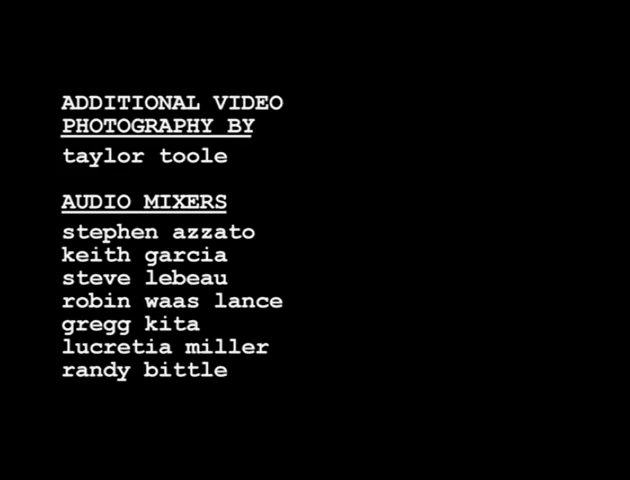 ADDITIONAL VIDEO
PHOTOGRAPHY BY
taylor toole
AUDIO MIXERS
stephen azzato
keith garcia
steve lebeau
robin waas lance
gregg kita
lucretia miller
randy bittle